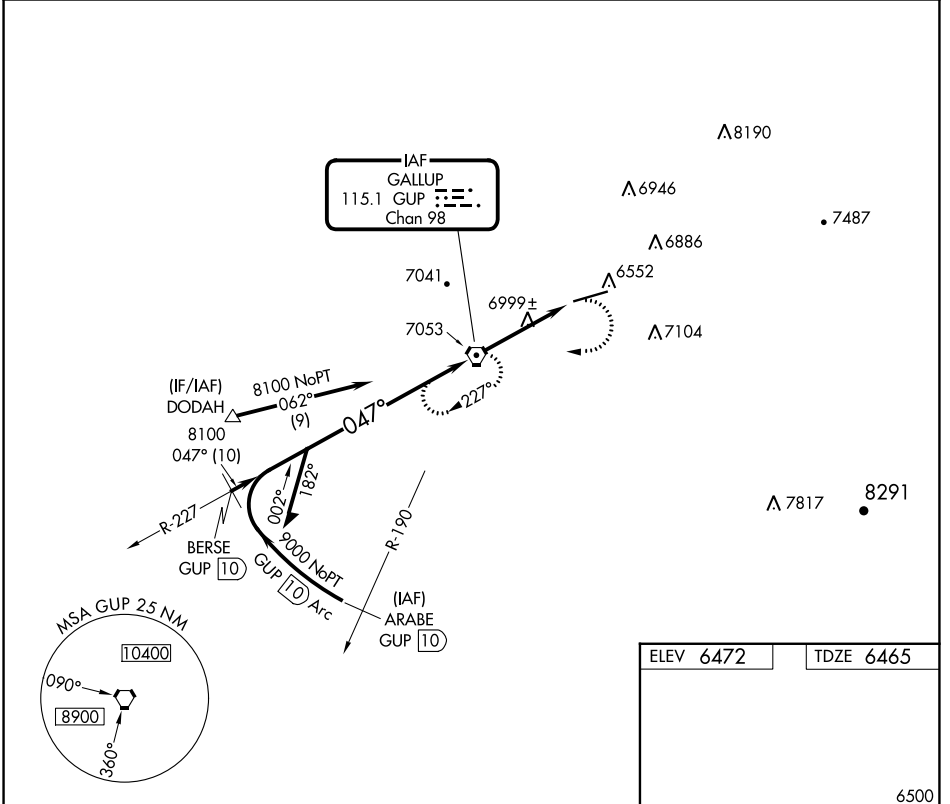 8190
IAF
GALLUP
115.1 GUP
Chan 98
6946
7487
6886
7041
6552
6999±
7053
7104
(IF/IAF)
DODAH
8100 NoPT
062°
(9)
047°
227°
8100
047° (10)
002°
182°
R-227
R-190
7817
8291
BERSE
GUP 10
9000 NoPT
GUP 10 Arc
(IAF)
ARABE
GUP 10
MSA GUP 25 NM
10400
090°
8900
360°
ELEV 6472
TDZE 6465
6500